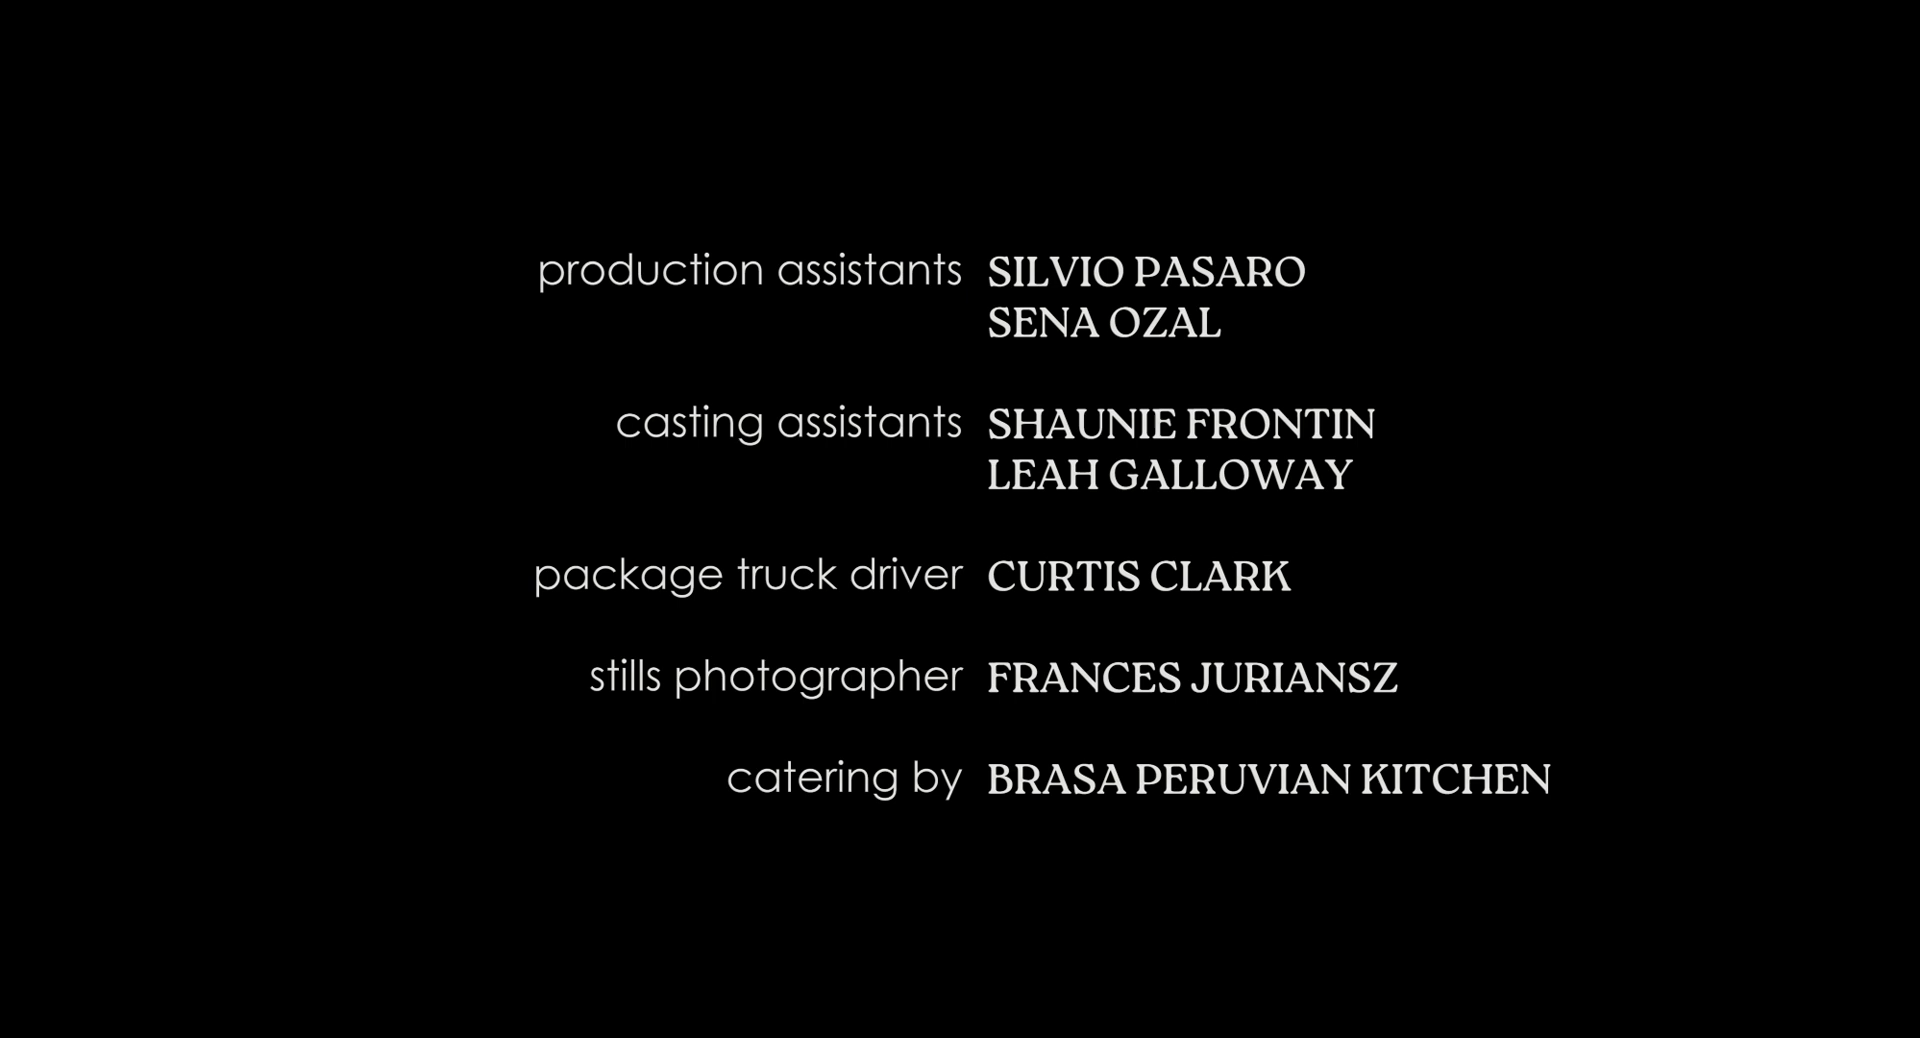 production assistants SILVIO PASARO
SENA OZAL
casting assistants SHAUNIE FRONTIN
LEAH GALLOWAY
package truck driver CURTIS CLARK
stills photographer FRANCES JURIANSZ
catering by BRASA PERUVIAN KITCHEN